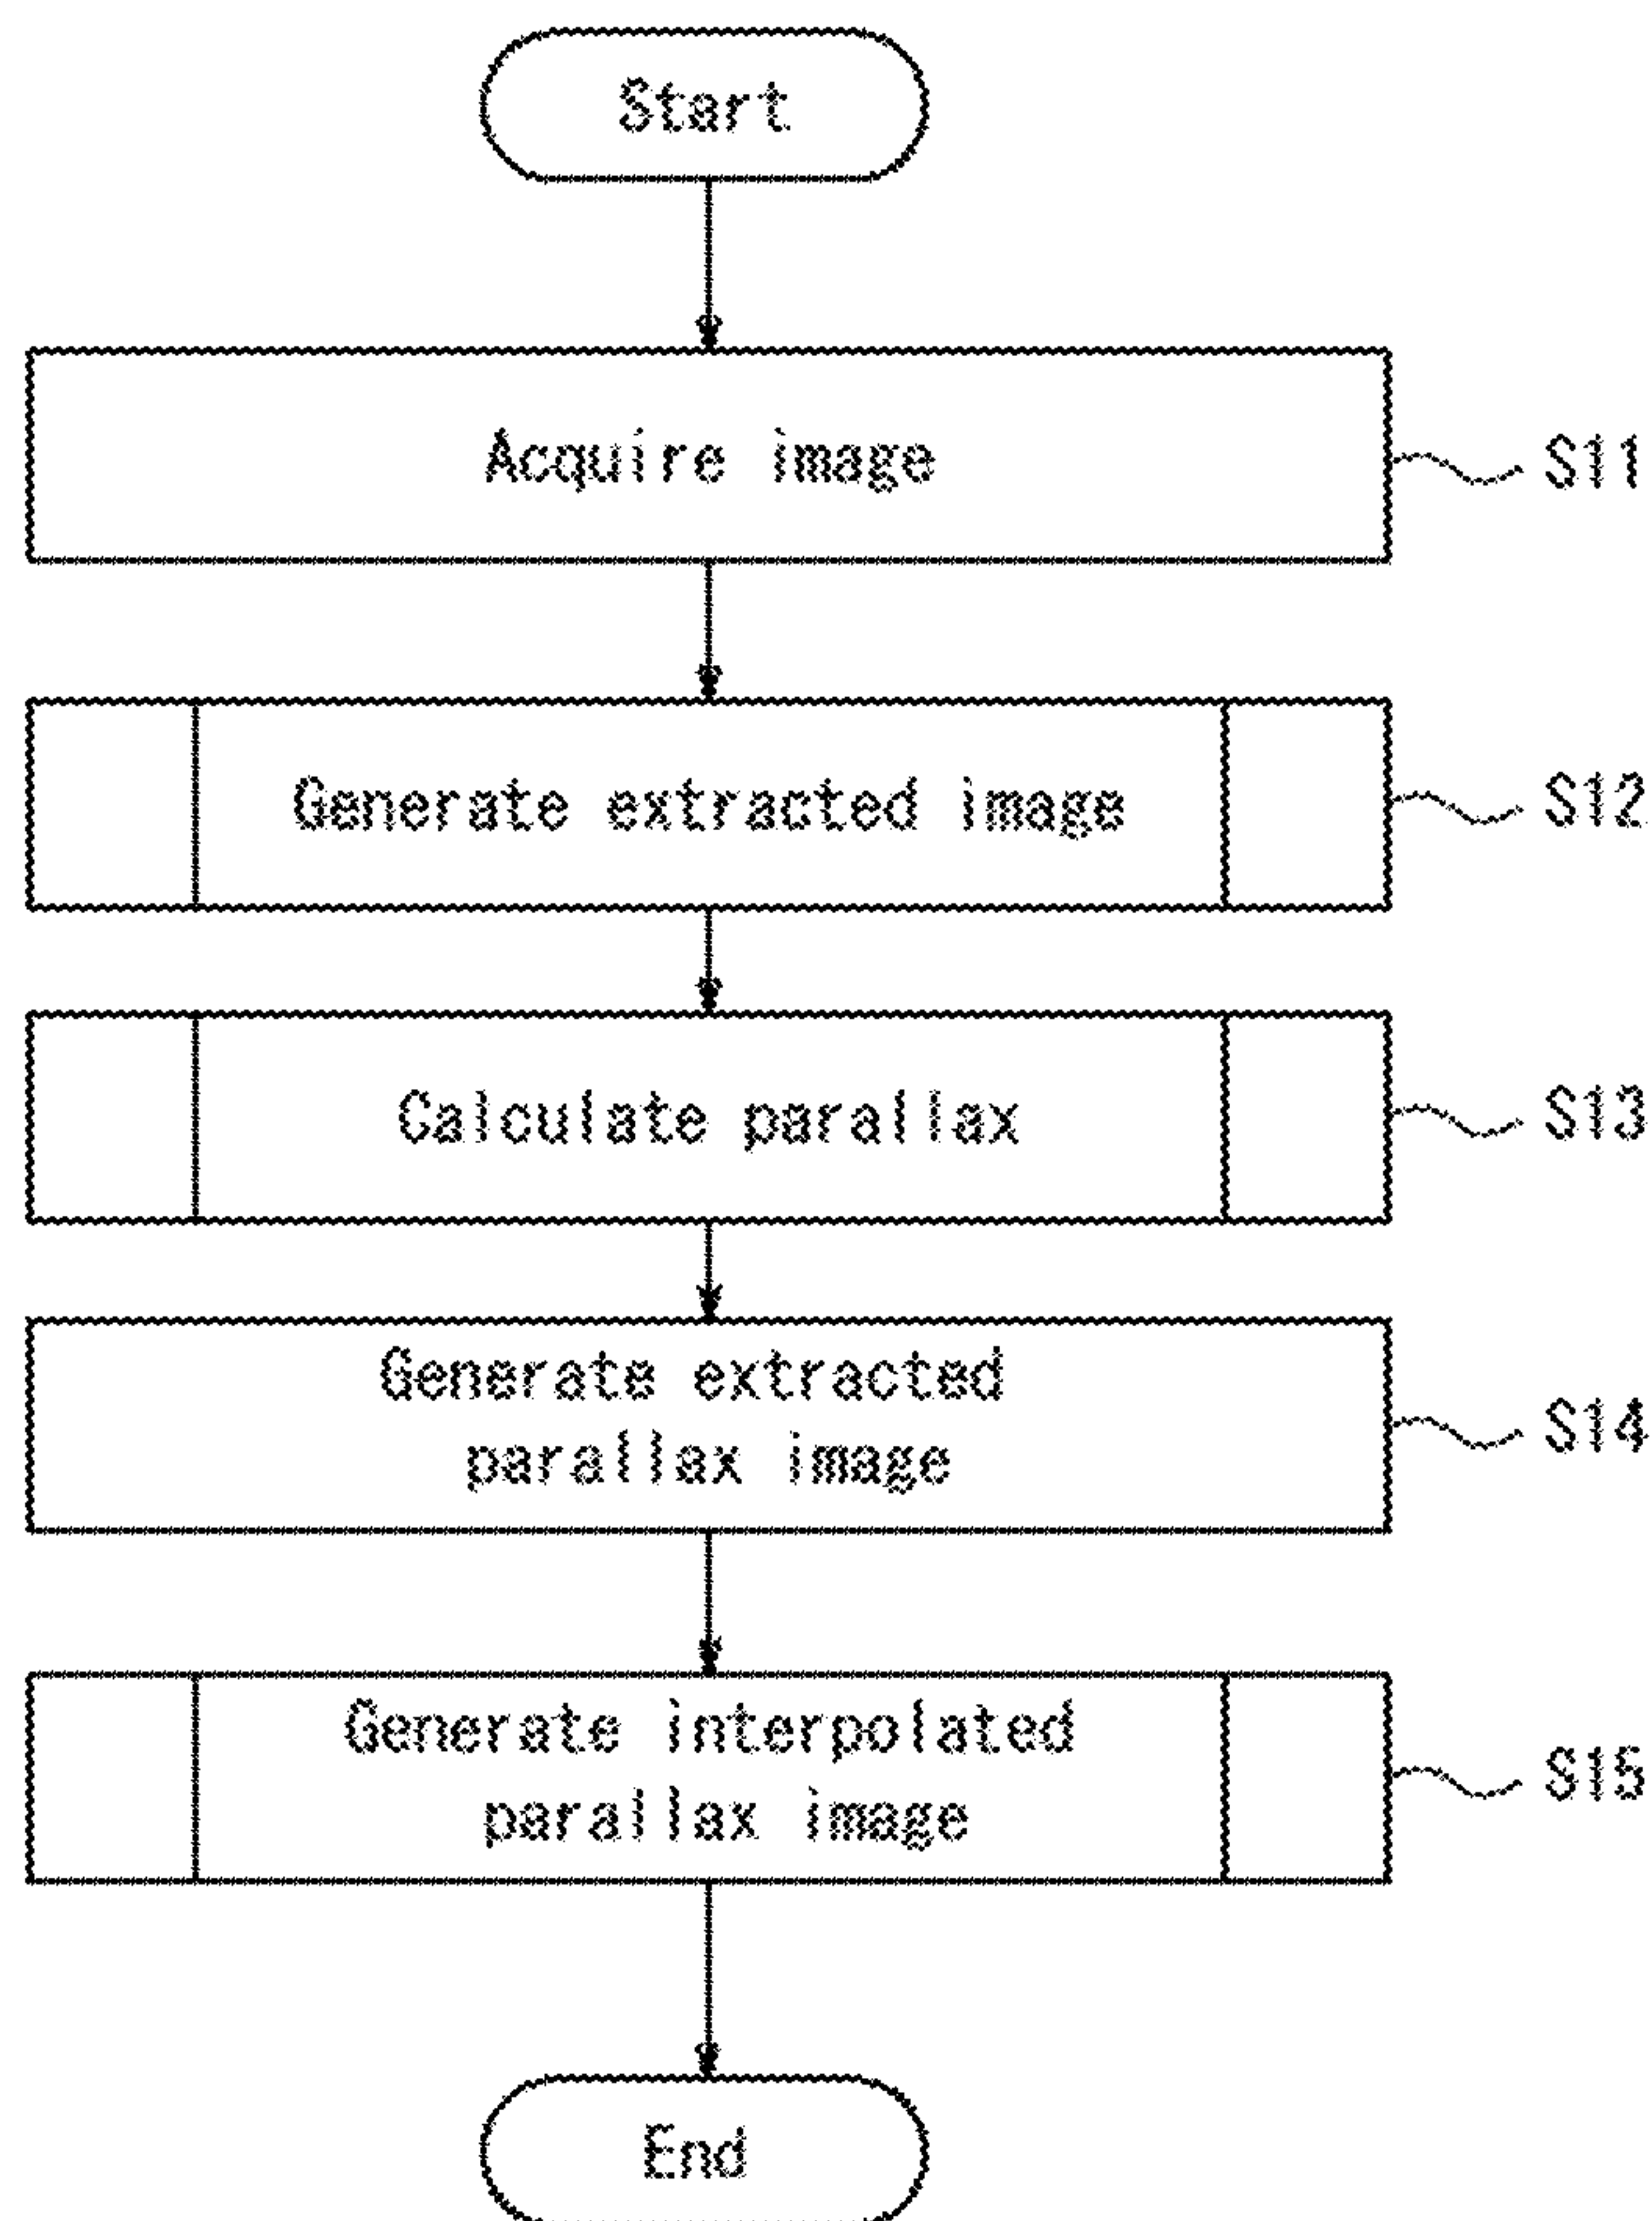 Start
Acquire image
S11
Generate extracted image
S12
Calculate parallax
S13
Generate extracted
parallax image
S14
Generate interpolated
parallax image
S15
End